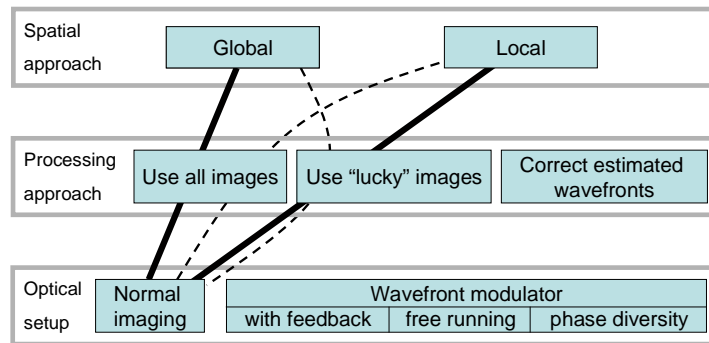 Spatial
approach
Global
Local
Processing
approach
Use all images
Use “lucky” images
Correct estimated
wavefronts
Optical
setup
Normal
imaging
Wavefront modulator
with feedback
free running
phase diversity